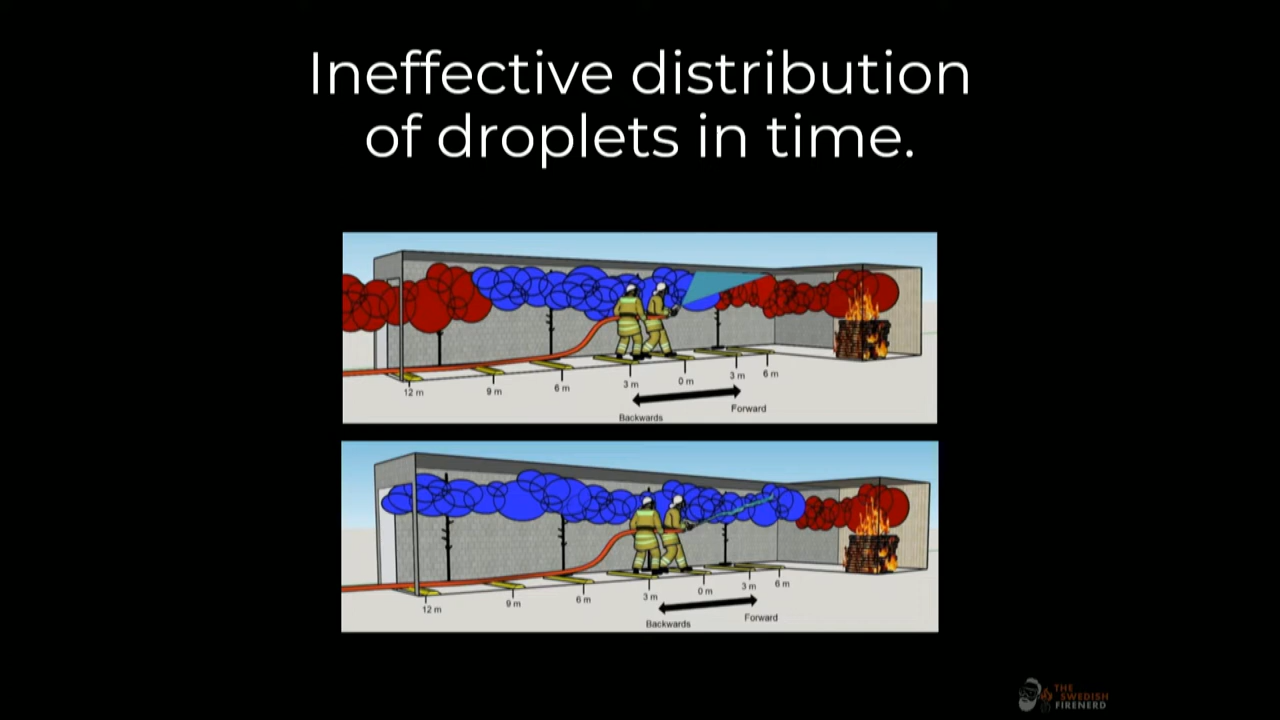 Ineffective distribution
of droplets in time.
12 m
9 m
6 m
3 m
0 m
3 m
6 m
Backwards
Forward
12 m
9 m
6 m
3 m
0 m
3 m
6 m
Backwards
Forward
THE
SWEDISH
FIRENERD